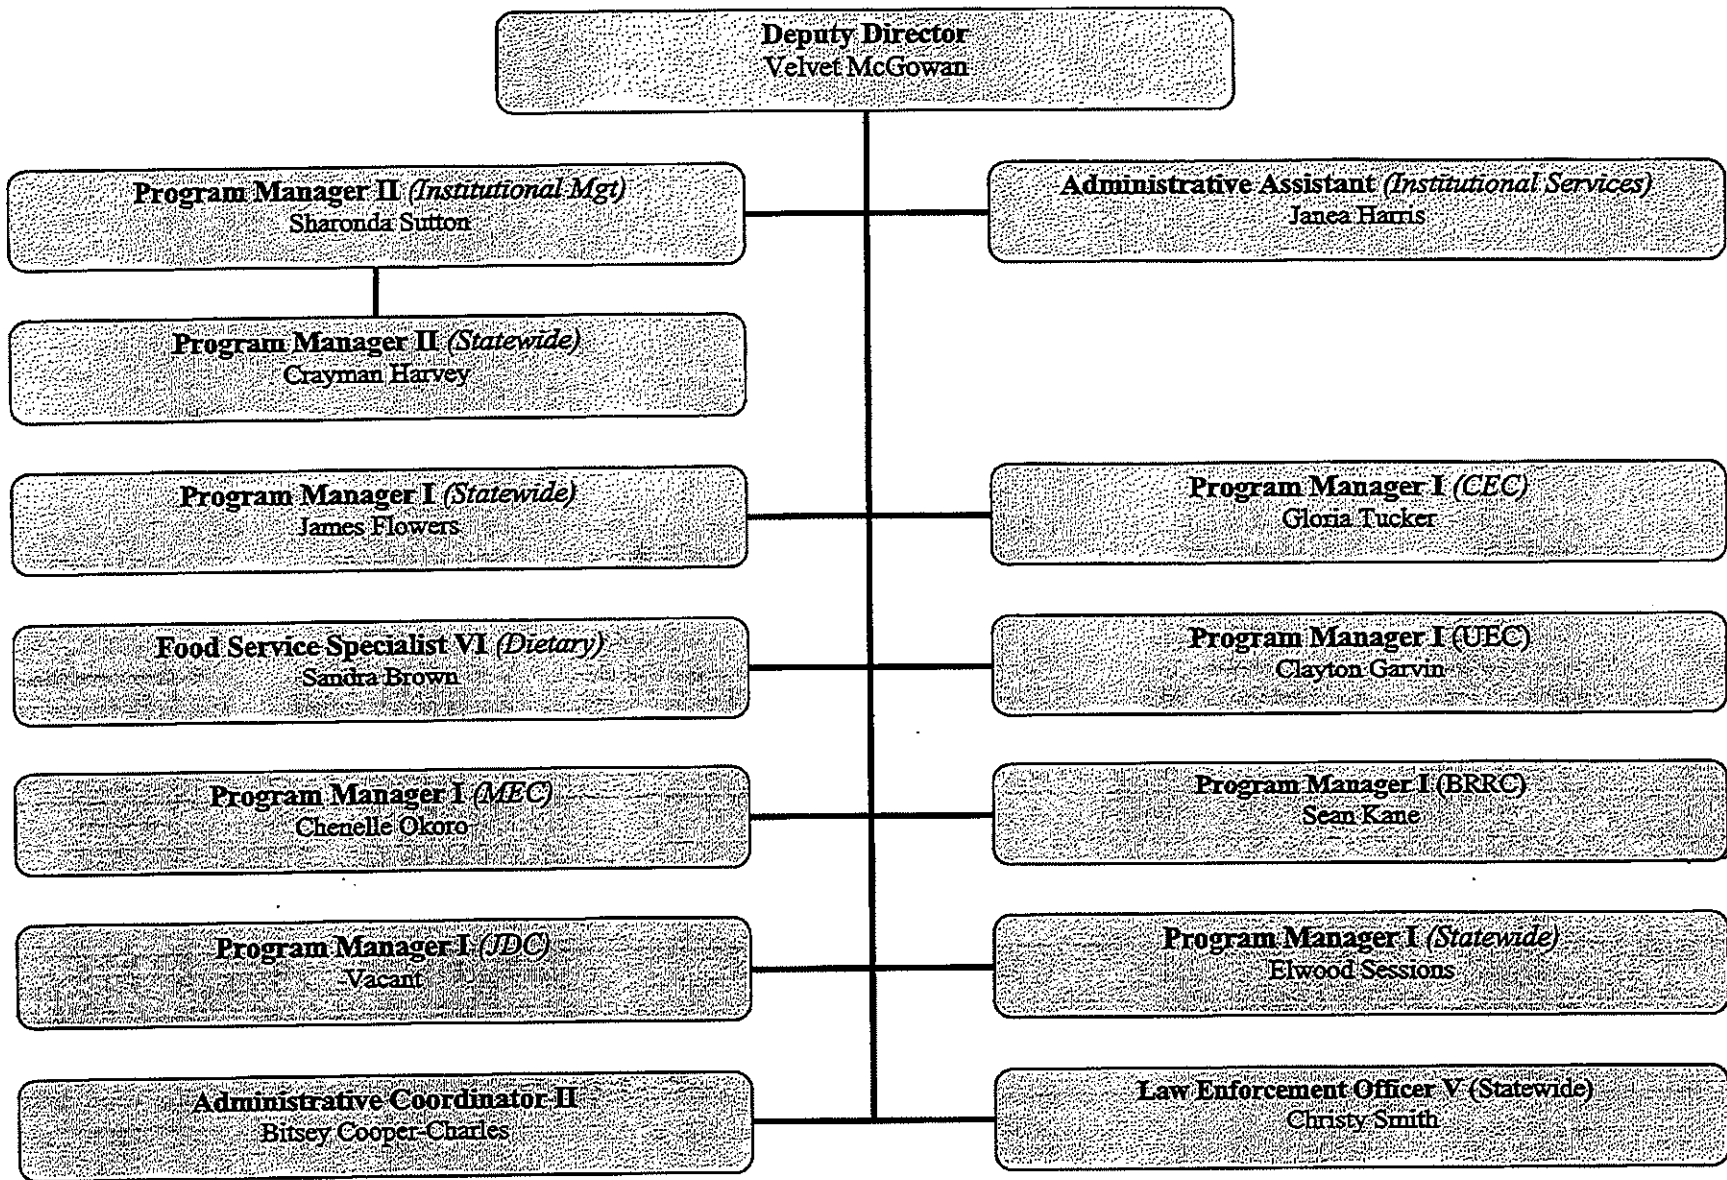 Deputy Director
Velvet McGowan
Program Manager II (Institutional Mgt)
Sharonda Sutton
Administrative Assistant (Institutional Services)
Janea Harris
Program Manager II (Statewide)
Crayman Harvey
Program Manager I (Statewide)
James Flowers
Program Manager I (CEC)
Gloria Tucker
Food Service Specialist VI (Dietary)
Sandra Brown
Program Manager I (UEC)
Clayton Garvin
Program Manager I (MEC)
Chenelle Okoro
Program Manager I (BRRC)
Sean Kane
Program Manager I (JDC)
Vacant
Program Manager I (Statewide)
Elwood Sessions
Administrative Coordinator II
Bitsey Cooper-Charles
Law Enforcement Officer V (Statewide)
Christy Smith